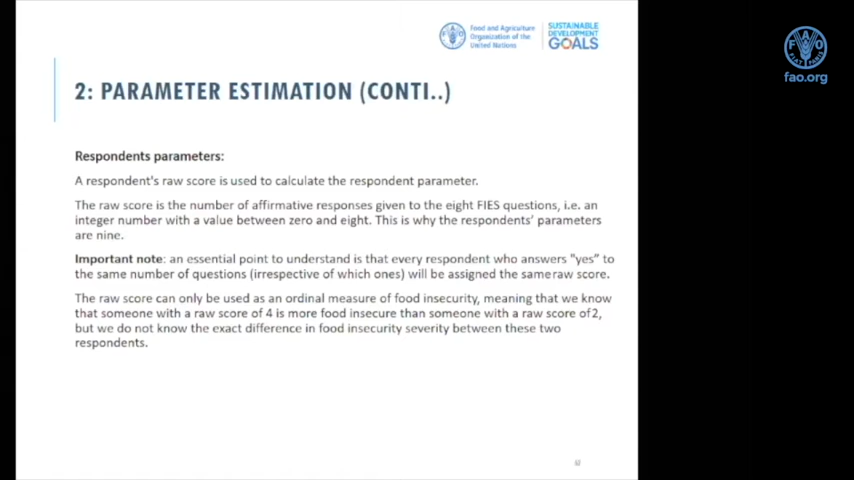 Food and Agriculture
Organization of the
United Nations
SUSTAINABLE
DEVELOPMENT
GOALS
fao.org
2: PARAMETER ESTIMATION (CONTI..)
Respondents parameters:
A respondent's raw score is used to calculate the respondent parameter.
The raw score is the number of affirmative responses given to the eight FIES questions, i.e. an
integer number with a value between zero and eight. This is why the respondents' parameters
are nine.
Important note: an essential point to understand is that every respondent who answers "yes" to
the same number of questions (irrespective of which ones) will be assigned the same raw score.
The raw score can only be used as an ordinal measure of food insecurity, meaning that we know
that someone with a raw score of 4 is more food insecure than someone with a raw score of 2,
but we do not know the exact difference in food insecurity severity between these two
respondents.